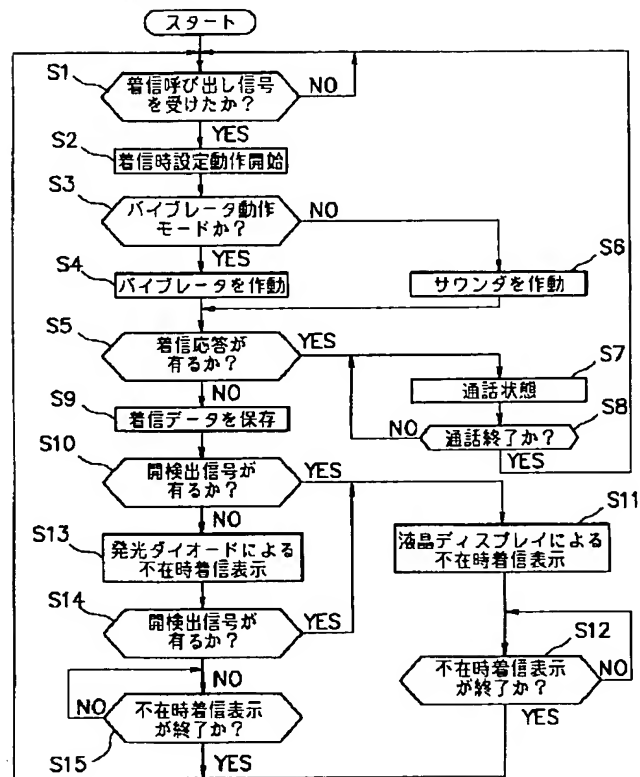 スタート
S1
着信呼び出し信号
を受けたか?
NO
YES
S2
着信時設定動作開始
S3
バイブレータ動作
モードか?
NO
YES
S4
バイブレータを作動
S6
サウンダを作動
S5
着信応答が
有るか?
YES
NO
S7
通話状態
S9
着信データを保存
S8
通話終了か?
NO
YES
S10
開検出信号が
有るか?
YES
NO
S11
液晶ディスプレイによる
不在時着信表示
S13
発光ダイオードによる
不在時着信表示
S14
開検出信号が
有るか?
YES
NO
S12
不在時着信表示
が終了か?
NO
YES
不在時着信表示
が終了か?
NO
S15
YES